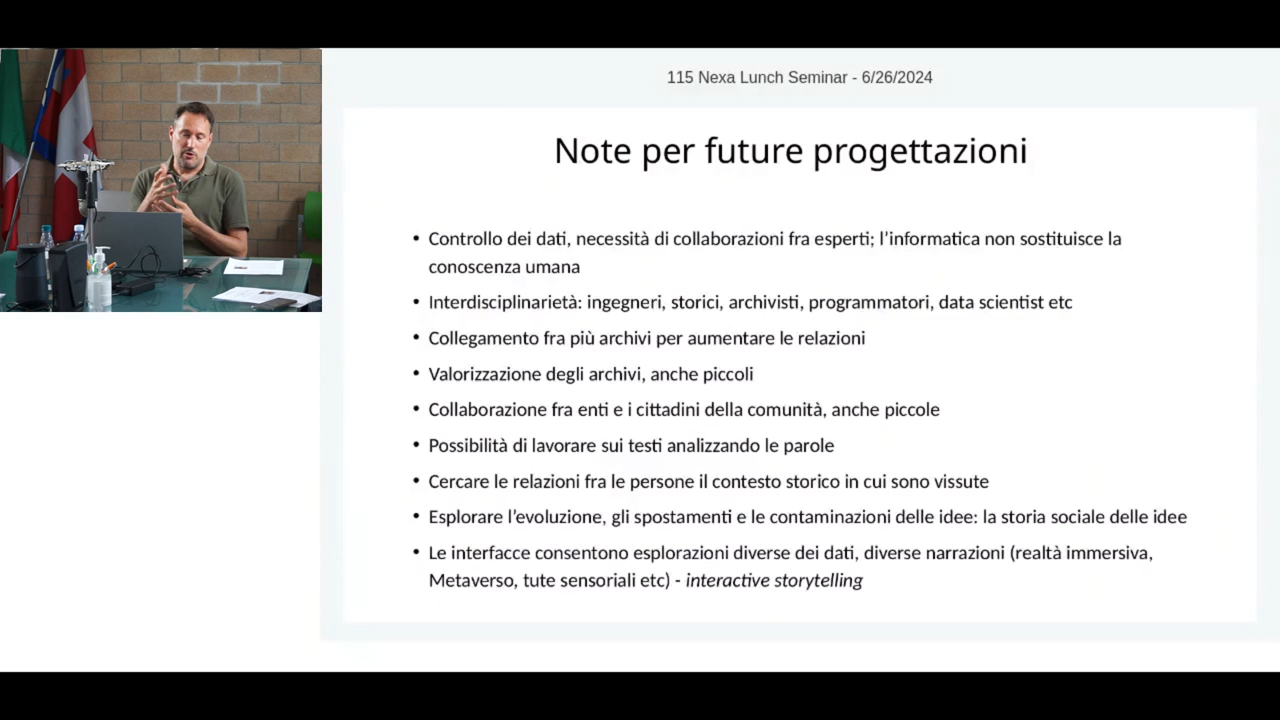 115 Nexa Lunch Seminar - 6/26/2024
Note per future progettazioni
• Controllo dei dati, necessità di collaborazioni fra esperti; l’informatica non sostituisce la
conoscenza umana
• Interdisciplinarietà: ingegneri, storici, archivisti, programmatori, data scientist etc
• Collegamento fra più archivi per aumentare le relazioni
• Valorizzazione degli archivi, anche piccoli
• Collaborazione fra enti e i cittadini della comunità, anche piccole
• Possibilità di lavorare sui testi analizzando le parole
• Cercare le relazioni fra le persone il contesto storico in cui sono vissute
• Esplorare l’evoluzione, gli spostamenti e le contaminazioni delle idee: la storia sociale delle idee
• Le interfacce consentono esplorazioni diverse dei dati, diverse narrazioni (realtà immersiva,
Metaverso, tute sensoriali etc) - interactive storytelling